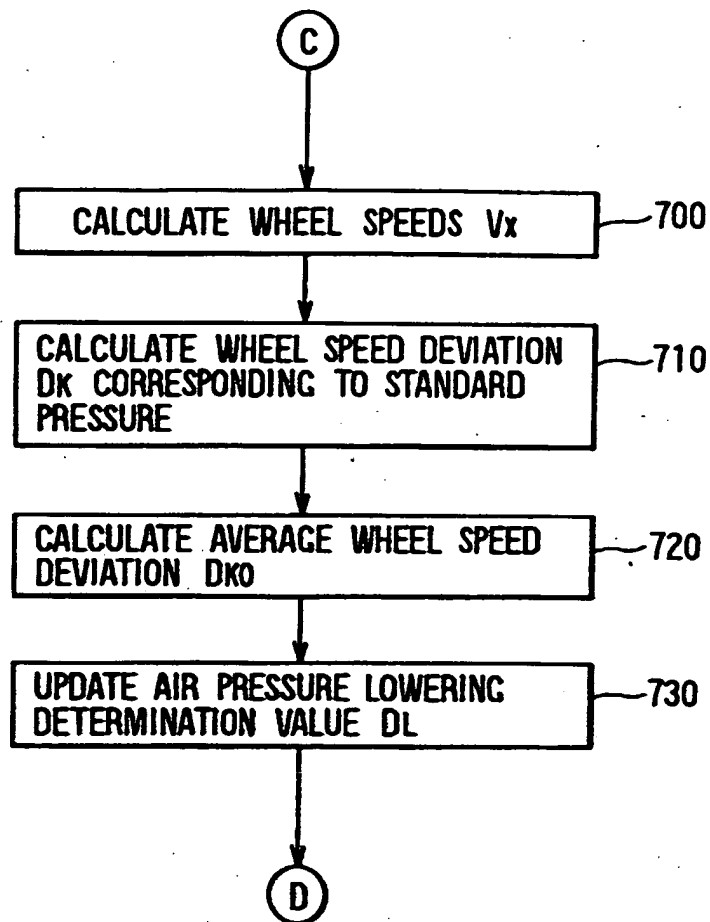 C
CALCULATE WHEEL SPEEDS Vx
700
CALCULATE WHEEL SPEED DEVIATION
DK CORRESPONDING TO STANDARD
PRESSURE
710
CALCULATE AVERAGE WHEEL SPEED
DEVIATION DKO
720
UPDATE AIR PRESSURE LOWERING
DETERMINATION VALUE DL
730
D